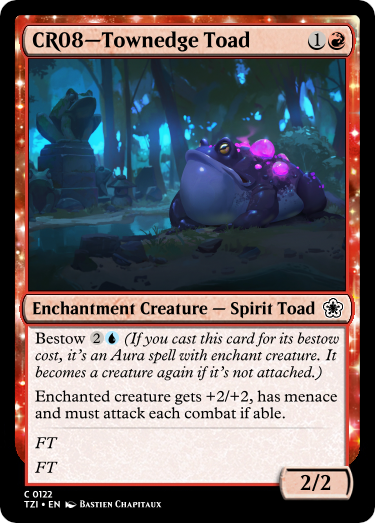 CR08—Townedge Toad 1
Enchantment Creature — Spirit Toad
Bestow 2 (If you cast this card for its bestow
cost, it's an Aura spell with enchant creature. It
becomes a creature again if it's not attached.)
Enchanted creature gets +2/+2, has menace
and must attack each combat if able.
FT
FT
2/2
C 0122
TZI • EN Bastien Chapitaux